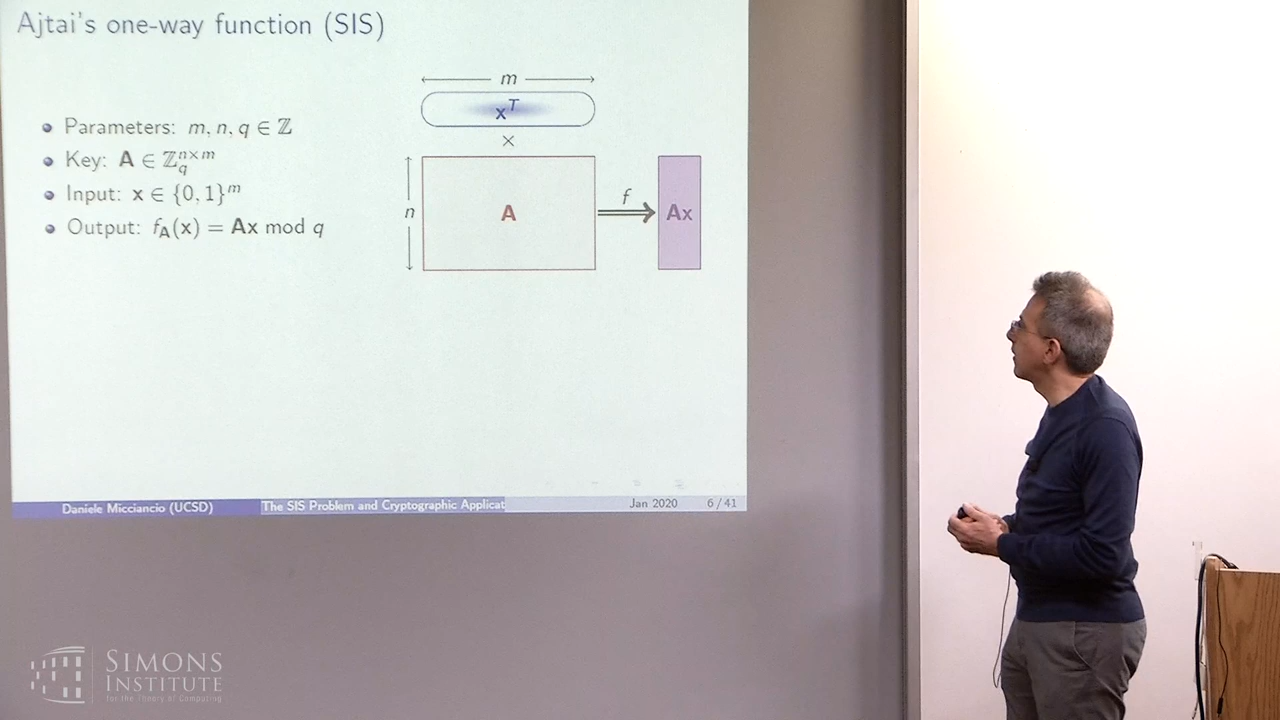 Ajtai's one-way function (SIS)
Parameters: m, n, q ∈ ℤ
Key: A ∈ ℤ_q^{n×m}
Input: x ∈ {0, 1}^m
Output: f_A(x) = Ax mod q
m
x^T
×
n
A
f
Ax
Daniele Micciancio (UCSD)
The SIS Problem and Cryptographic Applicat
Jan 2020
6 / 41
SIMONS
INSTITUTE
for the Theory of Computing